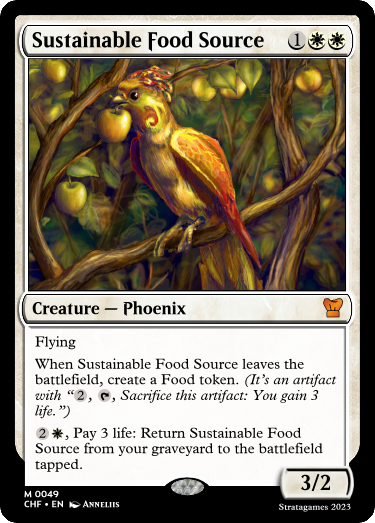 Sustainable Food Source 1
Creature — Phoenix
Flying
When Sustainable Food Source leaves the
battlefield, create a Food token. (It's an artifact
with “2, , Sacrifice this artifact: You gain 3
life.”)
2 , Pay 3 life: Return Sustainable Food
Source from your graveyard to the battlefield
tapped.
3/2
M 0049
CHF • EN ANNELIIS
Stratagames 2023